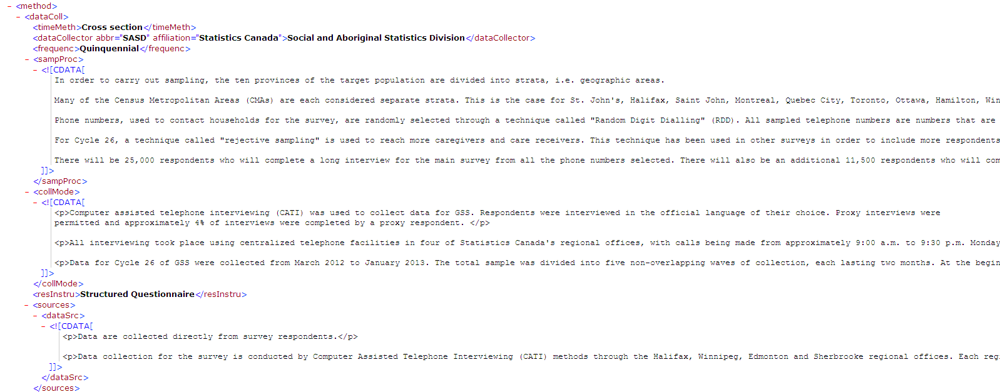 - <method>
- <dataColl>
<timeMeth>Cross section</timeMeth>
<dataCollector abbr="SASD" affiliation="Statistics Canada">Social and Aboriginal Statistics Division</dataCollector>
<frequenc>Quinquennial</frequenc>
- <sampProc>
- <![CDATA[
In order to carry out sampling, the ten provinces of the target population are divided into strata, i.e. geographic areas.
Many of the Census Metropolitan Areas (CMAs) are each considered separate strata. This is the case for St. John's, Halifax, Saint John, Montreal, Quebec City, Toronto, Ottawa, Hamilton, Win
Phone numbers, used to contact households for the survey, are randomly selected through a technique called "Random Digit Dialling" (RDD). All sampled telephone numbers are numbers that are
For Cycle 26, a technique called "rejective sampling" is used to reach more caregivers and care receivers. This technique has been used in other surveys in order to include more respondents
There will be 25,000 respondents who will complete a long interview for the main survey from all the phone numbers selected. There will also be an additional 11,500 respondents who will com
]]>
</sampProc>
- <collMode>
- <![CDATA[
<p>Computer assisted telephone interviewing (CATI) was used to collect data for GSS. Respondents were interviewed in the official language of their choice. Proxy interviews were
permitted and approximately 4% of interviews were completed by a proxy respondent. </p>
<p>All interviewing took place using centralized telephone facilities in four of Statistics Canada's regional offices, with calls being made from approximately 9:00 a.m. to 9:30 p.m. Monday
<p>Data for Cycle 26 of GSS were collected from March 2012 to January 2013. The total sample was divided into five non-overlapping waves of collection, each lasting two months. At the begin
]]>
</collMode>
<resInstru>Structured Questionnaire</resInstru>
- <sources>
- <dataSrc>
- <![CDATA[
<p>Data are collected directly from survey respondents.</p>
<p>Data collection for the survey is conducted by Computer Assisted Telephone Interviewing (CATI) methods through the Halifax, Winnipeg, Edmonton and Sherbrooke regional offices. Each reg
]]>
</dataSrc>
</sources>